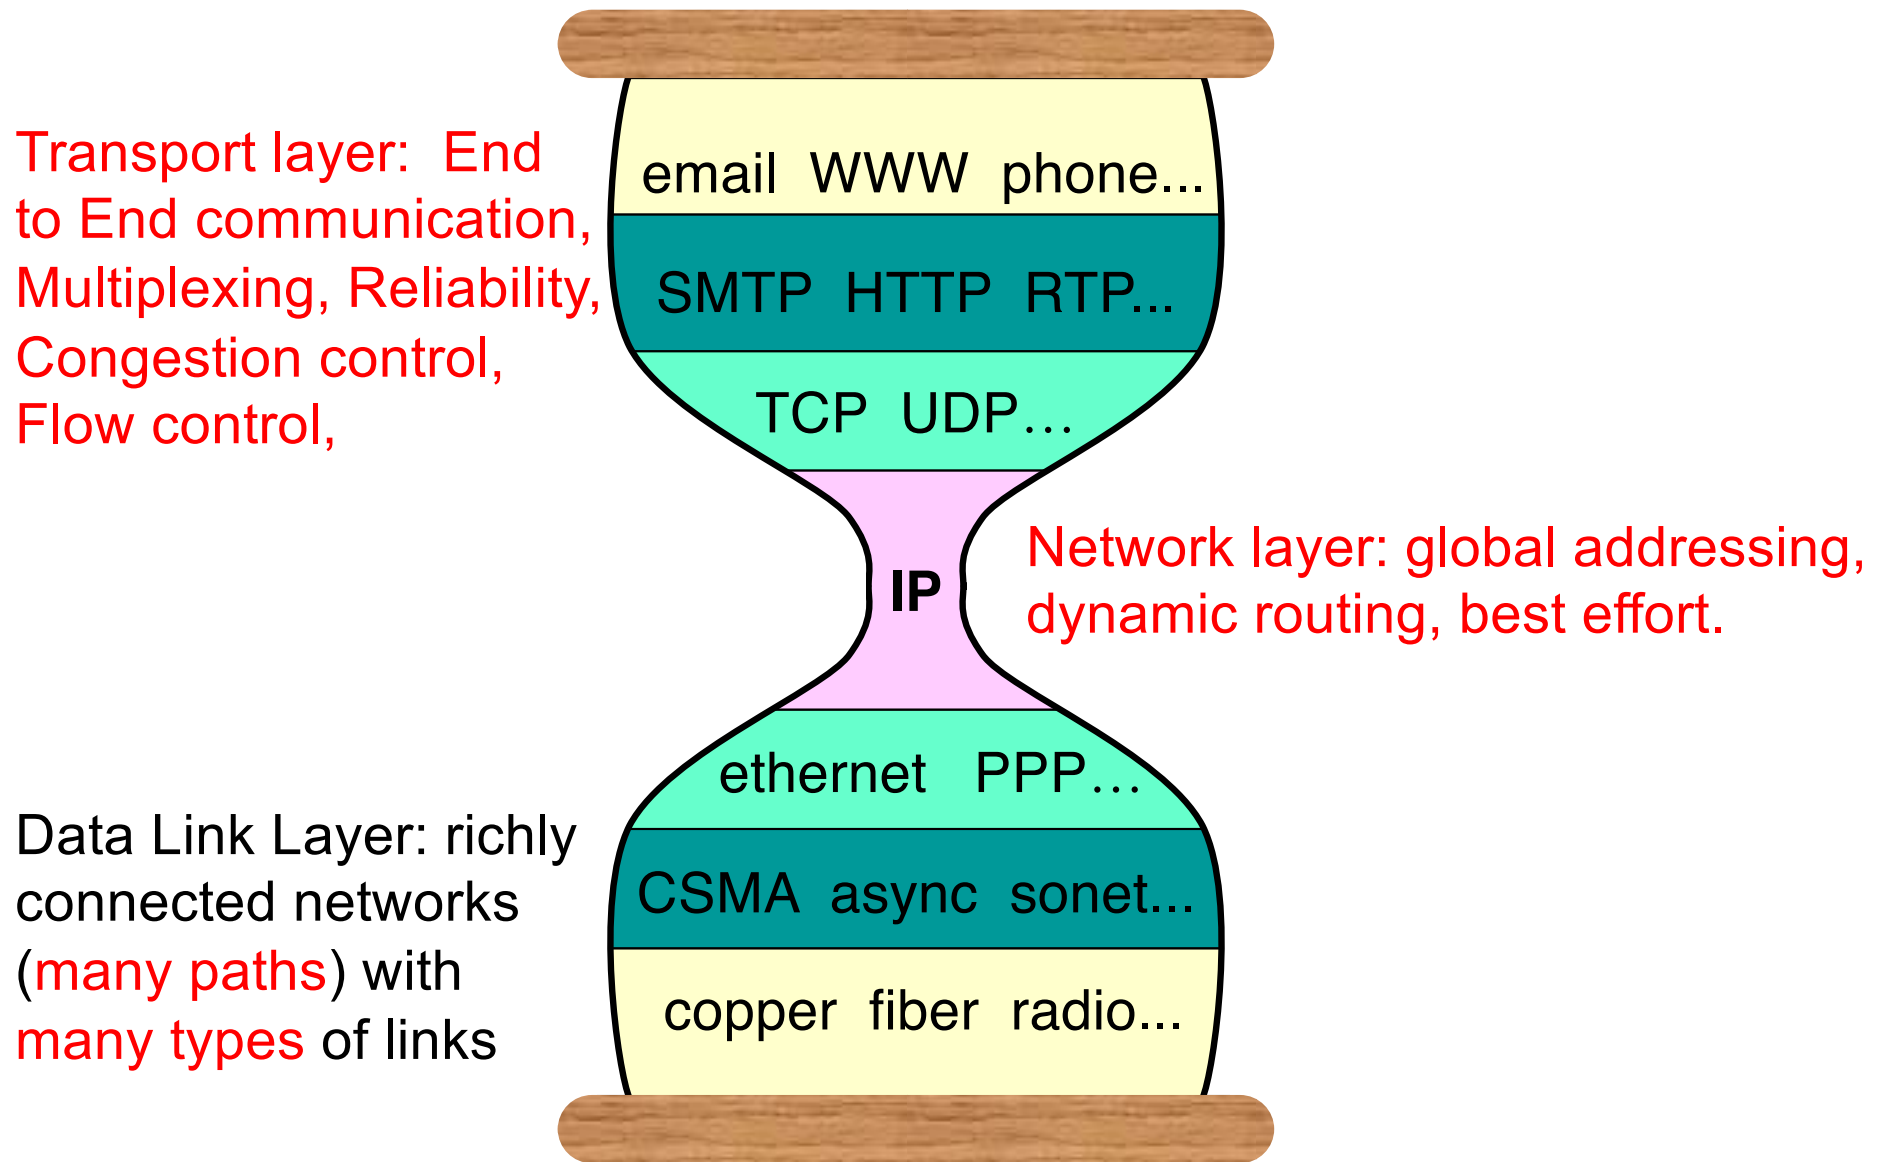 Transport layer:  End
to End communication,
Multiplexing, Reliability,
Congestion control,
Flow control,
email  WWW  phone...
SMTP  HTTP  RTP...
TCP  UDP…
IP
Network layer: global addressing,
dynamic routing, best effort.
ethernet   PPP…
CSMA  async  sonet...
copper  fiber  radio...
Data Link Layer: richly
connected networks
(many paths) with
many types of links